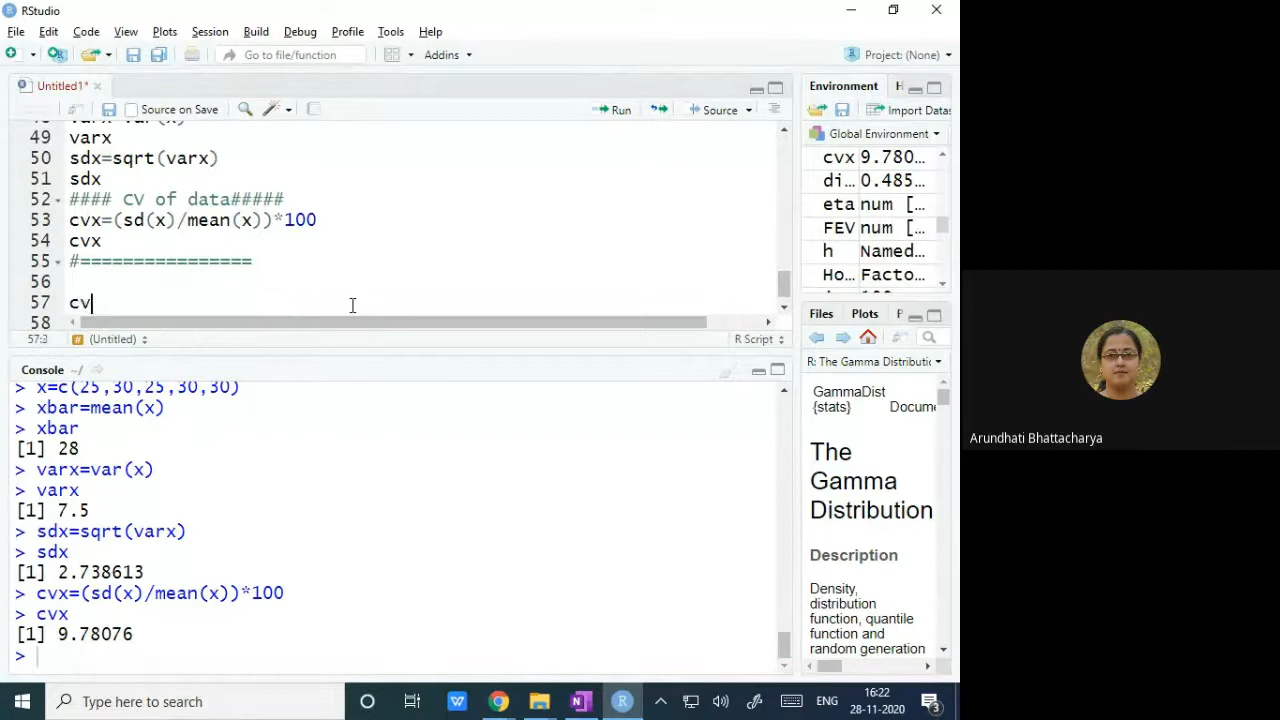 RStudio
File Edit Code View Plots Session Build Debug Profile Tools Help
Go to file/function Addins Project: (None)
Untitled1* Environment H
Source on Save Run Source Import Datas
Global Environment
49 varx
50 sdx=sqrt(varx)
51 sdx
52 #### CV of data#####
53 cvx=(sd(x)/mean(x))*100
54 cvx
55 #================
56
57 cv
58
57:3 (Untitled) R Script
cvx 9.780…
di… 0.485…
eta num […
FEV num […
h Named…
Ho… Facto…
Files Plots P
R: The Gamma Distributic
GammaDist
{stats} Docume
The
Gamma
Distribution
Description
Density,
distribution
function, quantile
function and
random generation
Console ~/
> x=c(25,30,25,30,30)
> xbar=mean(x)
> xbar
[1] 28
> varx=var(x)
> varx
[1] 7.5
> sdx=sqrt(varx)
> sdx
[1] 2.738613
> cvx=(sd(x)/mean(x))*100
> cvx
[1] 9.78076
>
Arundhati Bhattacharya
Type here to search
ENG
16:22
28-11-2020
3